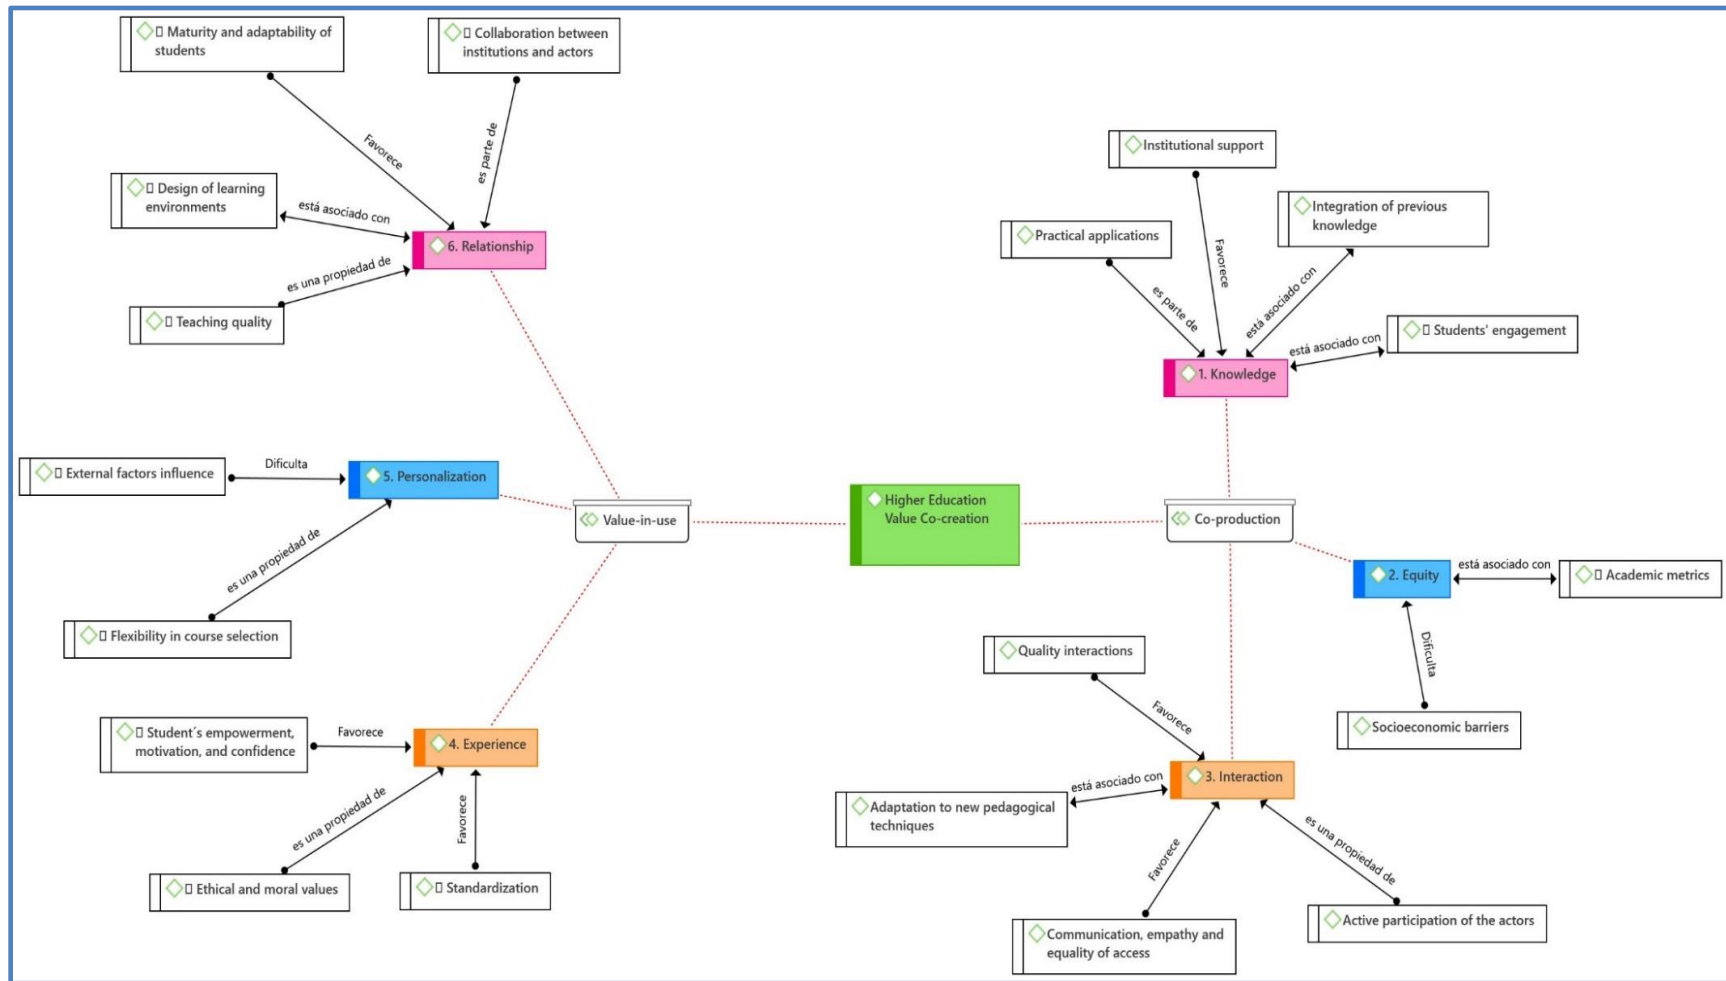 Maturity and adaptability of
students
Collaboration between
institutions and actors
Favorece
es parte de
Design of learning
environments
está asociado con
6. Relationship
es una propiedad de
Teaching quality
Institutional support
Integration of previous
knowledge
Practical applications
Favorece
es parte de
está asociado con
Students' engagement
está asociado con
1. Knowledge
External factors influence
Dificulta
5. Personalization
es una propiedad de
Flexibility in course selection
Value-in-use
Higher Education
Value Co-creation
Co-production
2. Equity
está asociado con
Academic metrics
Dificulta
Socioeconomic barriers
Student´s empowerment,
motivation, and confidence
Favorece
4. Experience
es una propiedad de
Favorece
Ethical and moral values
Standardization
Quality interactions
Favorece
3. Interaction
está asociado con
Adaptation to new pedagogical
techniques
Favorece
es una propiedad de
Communication, empathy and
equality of access
Active participation of the actors